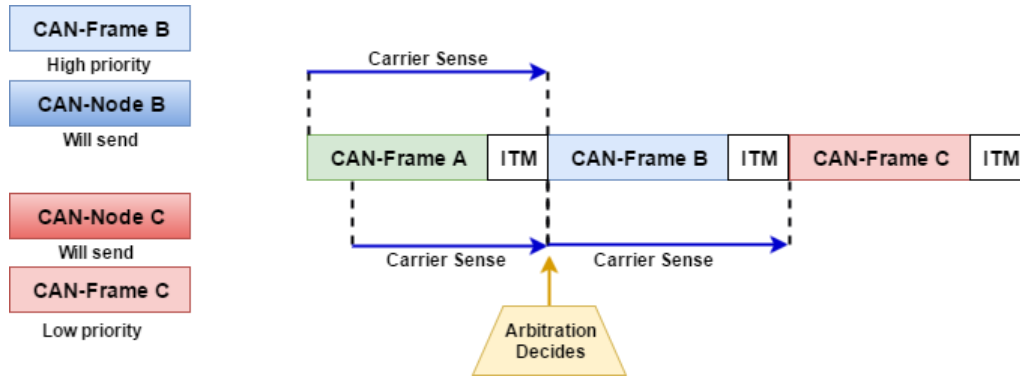 CAN-Frame B
High priority
CAN-Node B
Will send
CAN-Node C
Will send
CAN-Frame C
Low priority
Carrier Sense
CAN-Frame A
ITM
CAN-Frame B
ITM
CAN-Frame C
ITM
Carrier Sense
Carrier Sense
Arbitration
Decides